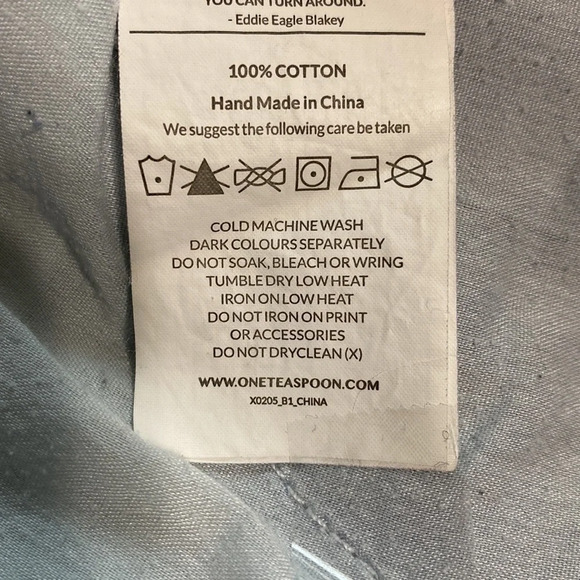 YOU CAN TURN AROUND.
- Eddie Eagle Blakey
100% COTTON
Hand Made in China
We suggest the following care be taken
COLD MACHINE WASH
DARK COLOURS SEPARATELY
DO NOT SOAK, BLEACH OR WRING
TUMBLE DRY LOW HEAT
IRON ON LOW HEAT
DO NOT IRON ON PRINT
OR ACCESSORIES
DO NOT DRYCLEAN (X)
WWW.ONETEASPOON.COM
X0205_B1_CHINA